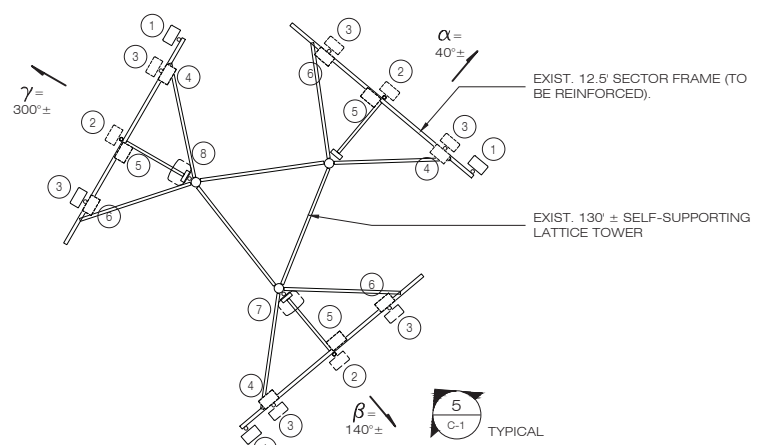 1
3
4
γ =
300°±
2
5
8
3
6
3
6
α =
40°±
2
5
3
1
4
EXIST. 12.5' SECTOR FRAME (TO
BE REINFORCED).
EXIST. 130' ± SELF-SUPPORTING
LATTICE TOWER
7
6
5
3
2
4
3
β =
140°±
5
C-1
TYPICAL